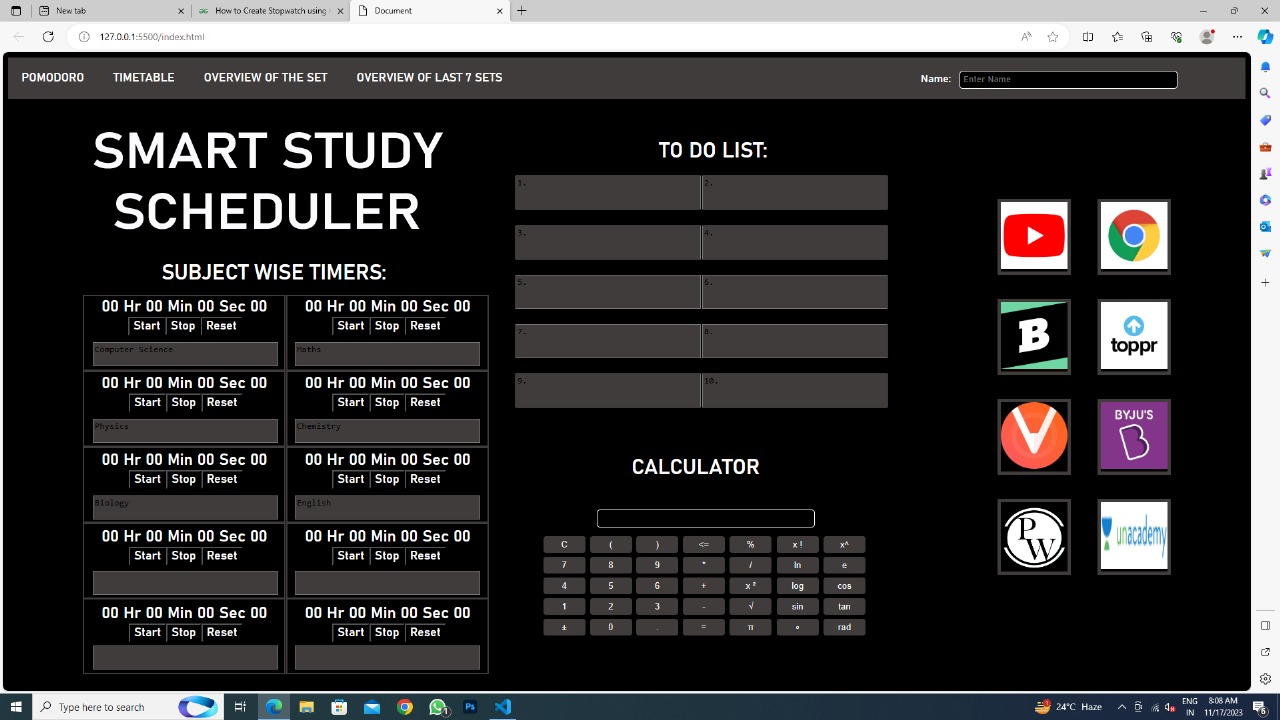 New tab
How to Create Stopwatch using H
Document
127.0.0.1:5500/index.html
POMODORO TIMETABLE OVERVIEW OF THE SET OVERVIEW OF LAST 7 SETS Name: Enter Name
SMART STUDY
SCHEDULER
SUBJECT WISE TIMERS:
00 Hr 00 Min 00 Sec 00 00 Hr 00 Min 00 Sec 00
Start Stop Reset Start Stop Reset
Computer Science Maths
00 Hr 00 Min 00 Sec 00 00 Hr 00 Min 00 Sec 00
Start Stop Reset Start Stop Reset
Physics Chemistry
00 Hr 00 Min 00 Sec 00 00 Hr 00 Min 00 Sec 00
Start Stop Reset Start Stop Reset
Biology English
00 Hr 00 Min 00 Sec 00 00 Hr 00 Min 00 Sec 00
Start Stop Reset Start Stop Reset
00 Hr 00 Min 00 Sec 00 00 Hr 00 Min 00 Sec 00
Start Stop Reset Start Stop Reset
TO DO LIST:
1. 2.
3. 4.
5. 6.
7. 8.
9. 10.
CALCULATOR
C ( ) <= % x ! x^
7 8 9 * / ln e
4 5 6 + x ² log cos
1 2 3 - √ sin tan
± 0 . = π ° rad
B toppr
V BYJU'S
B
PW unacademy
Type here to search
24°C Haze
ENG
IN
8:08 AM
11/17/2023
6
1